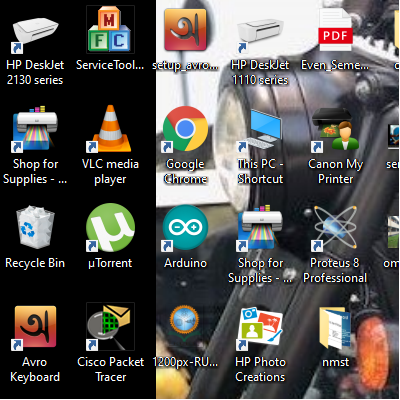 HP DeskJet
2130 series
ServiceTool...
setup_avro...
HP DeskJet
1110 series
PDF
Even_Seme...
M
F
C
Shop for
Supplies - ...
VLC media
player
Google
Chrome
This PC -
Shortcut
Canon My
Printer
Recycle Bin
µTorrent
Arduino
Shop for
Supplies - ...
Proteus 8
Professional
অ
অ
Avro
Keyboard
Cisco Packet
Tracer
1200px-RU...
HP Photo
Creations
nmst